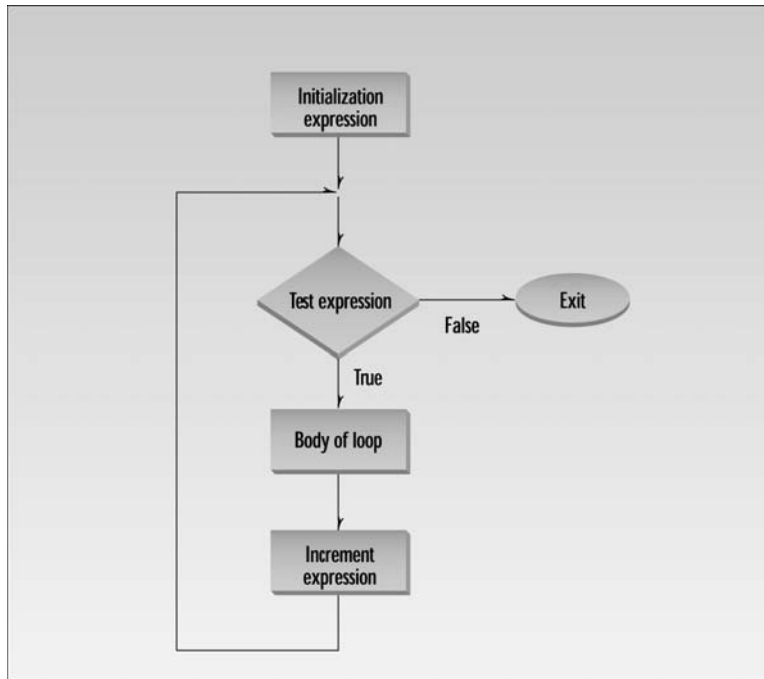 Initialization
expression
Test expression
Exit
False
True
Body of loop
Increment
expression